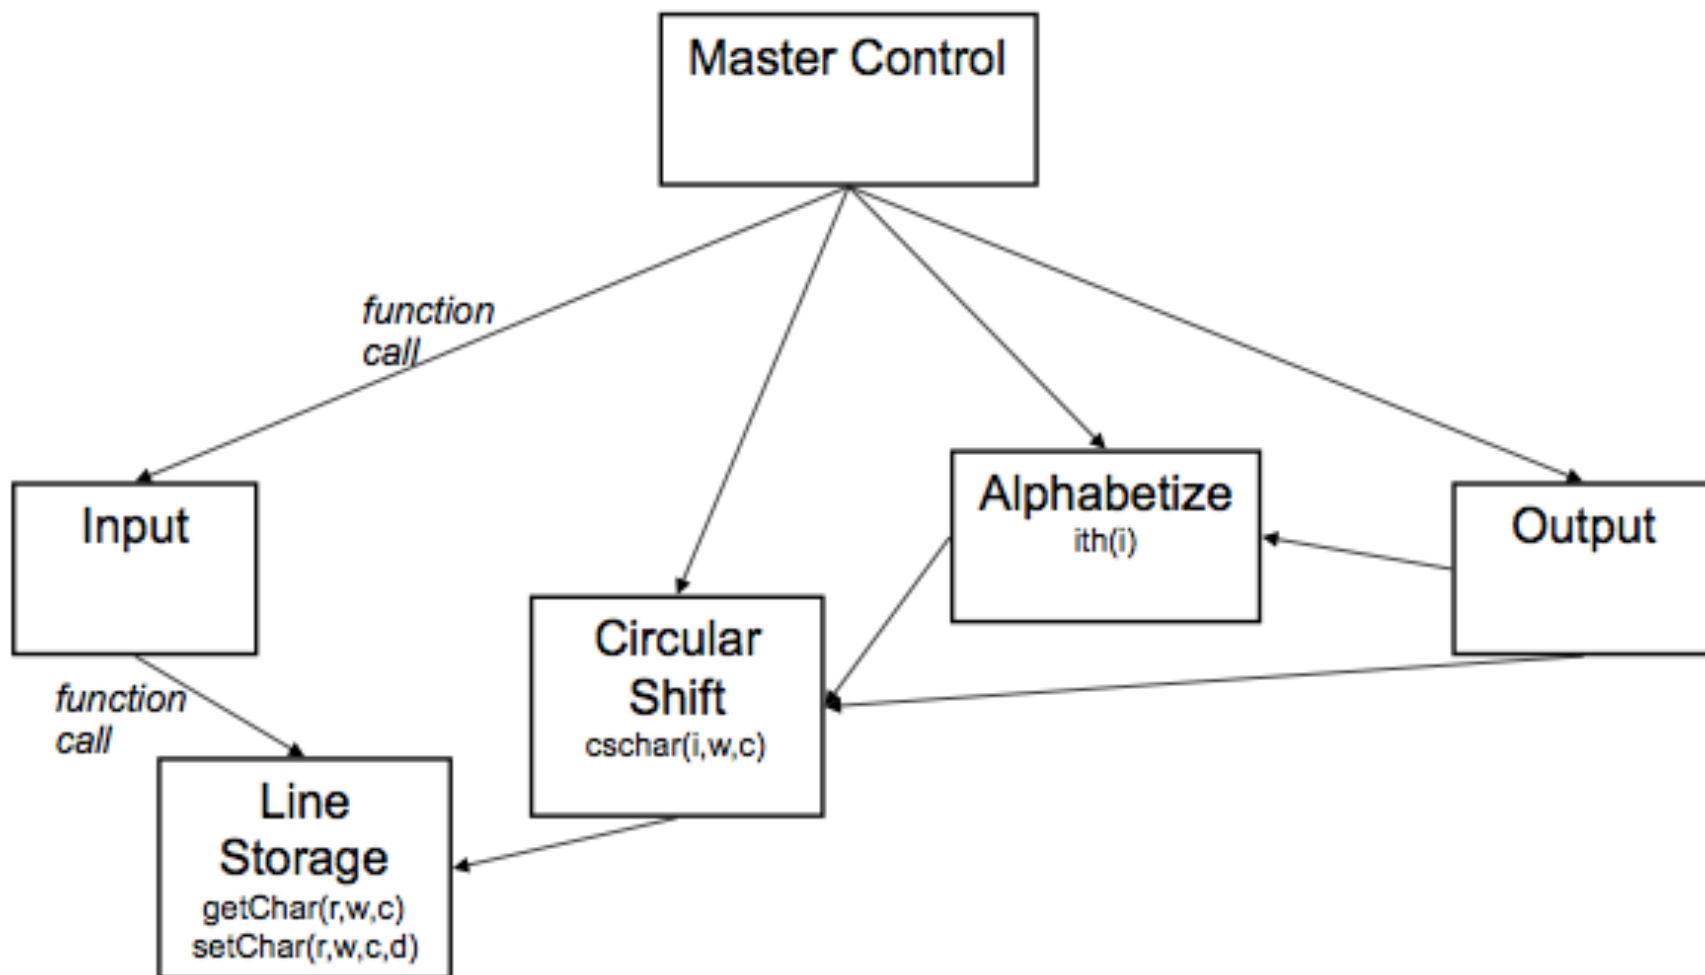 Master Control
function
call
Input
Alphabetize
ith(i)
Output
Circular
Shift
cschar(i,w,c)
function
call
Line
Storage
getChar(r,w,c)
setChar(r,w,c,d)